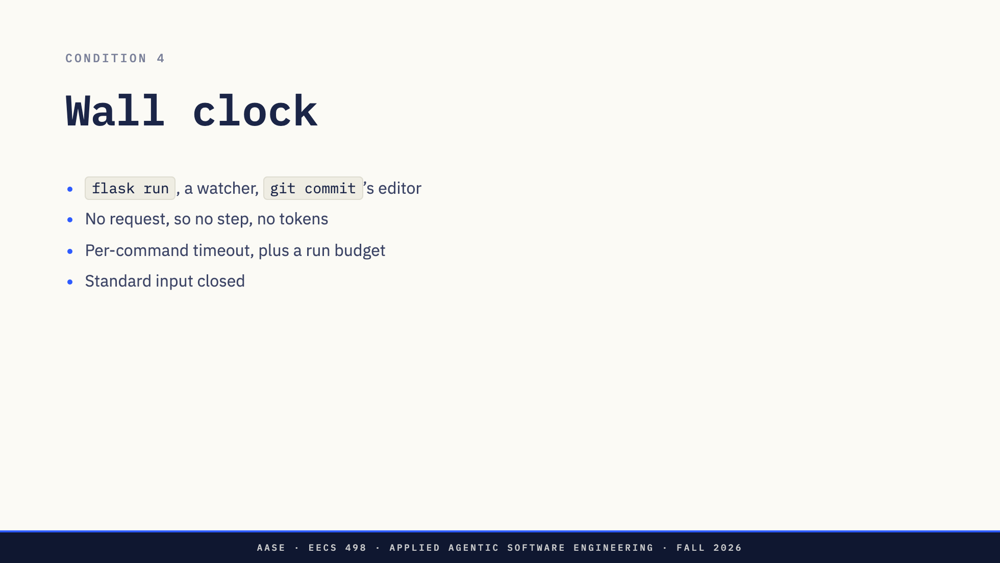 CONDITION 4
Wall clock
• flask run, a watcher, git commit’s editor
• No request, so no step, no tokens
• Per-command timeout, plus a run budget
• Standard input closed
AASE · EECS 498 · APPLIED AGENTIC SOFTWARE ENGINEERING · FALL 2026